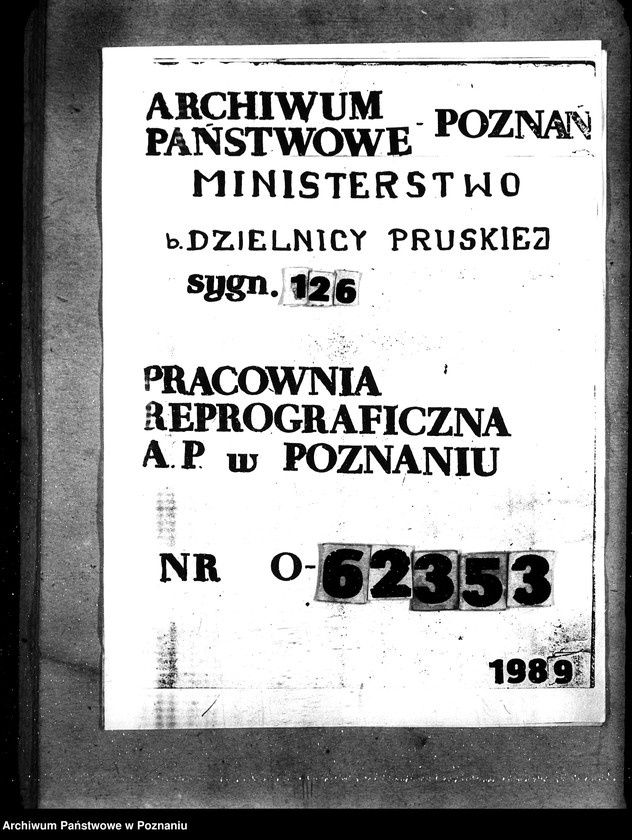 ARCHIWUM
PAŃSTWOWE - POZNAŃ
MINISTERSTWO
b. DZIELNICY PRUSKIEJ
sygn. 126
PRACOWNIA
REPROGRAFICZNA
A.P. w POZNANIU
NR O-62353
1989
Archiwum Państwowe w Poznaniu